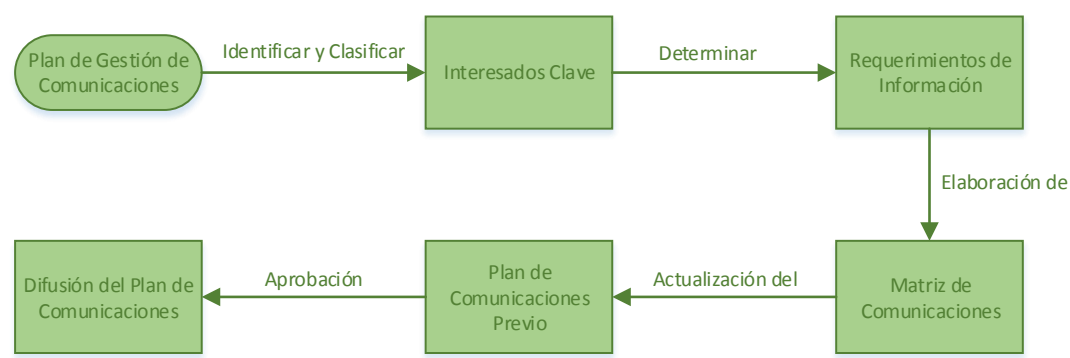 Plan de Gestión de
Comunicaciones
Identificar y Clasificar
Interesados Clave
Determinar
Requerimientos de
Información
Elaboración de
Matriz de
Comunicaciones
Actualización del
Plan de
Comunicaciones
Previo
Aprobación
Difusión del Plan de
Comunicaciones